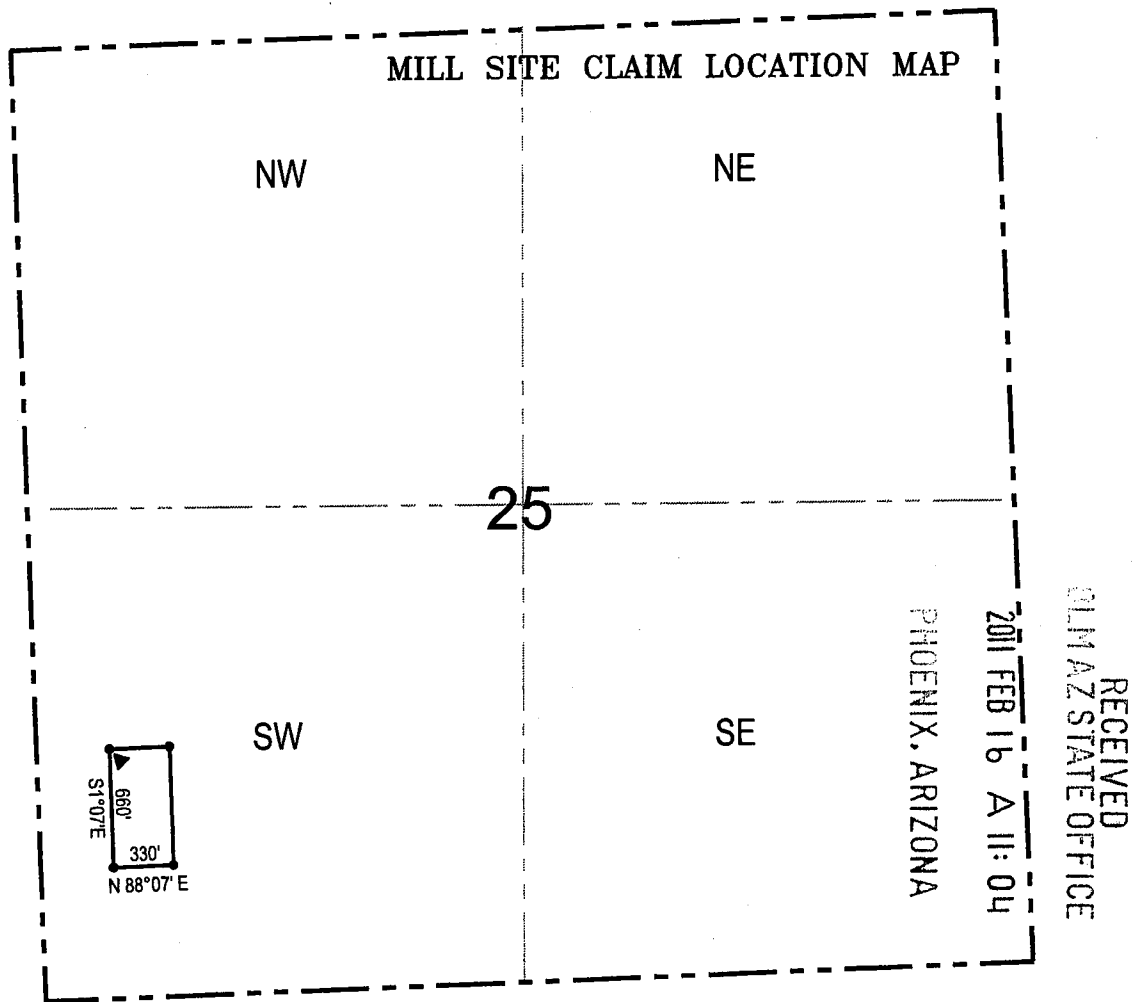 MILL SITE CLAIM LOCATION MAP
NW
NE
25
SW
SE
660'
S1°07'E
330'
N 88°07' E
RECEIVED
BLM AZ STATE OFFICE
2011 FEB 16 A 11:04
PHOENIX, ARIZONA